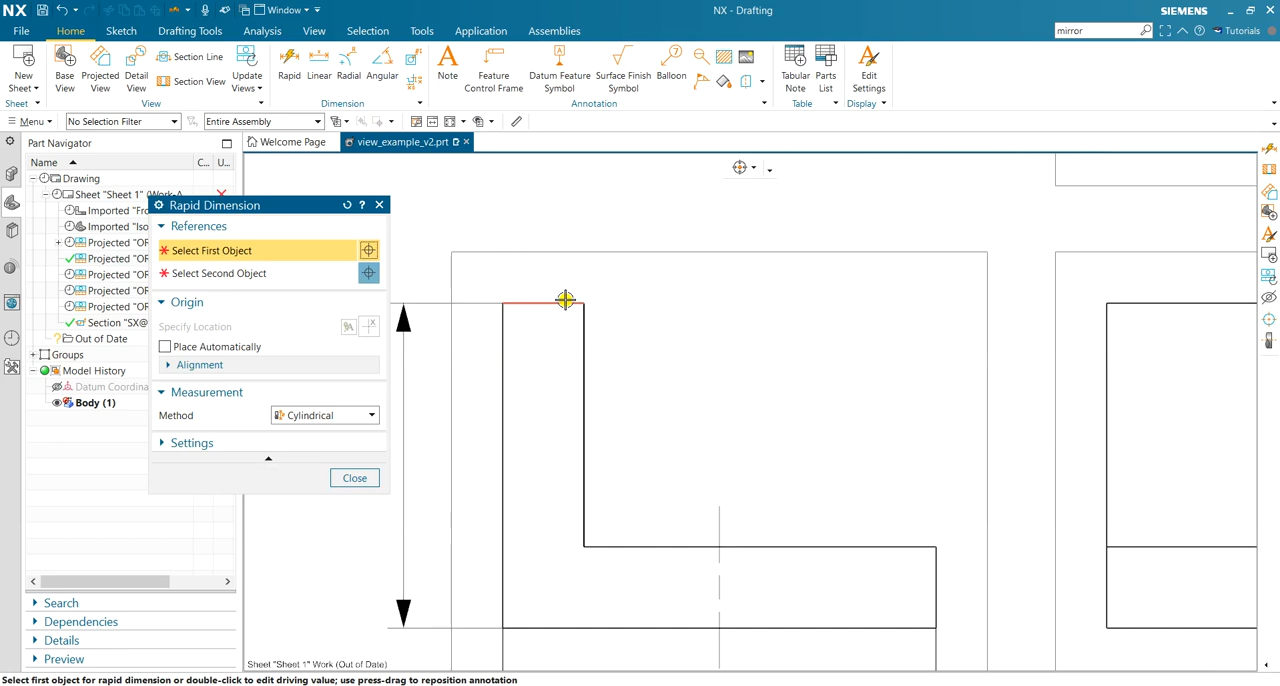 NX
Window
NX - Drafting
SIEMENS
File
Home
Sketch
Drafting Tools
Analysis
View
Selection
Tools
Application
Assemblies
mirror
Tutorials
New
Sheet
Base
View
Projected
View
Detail
View
Section Line
Section View
Update
Views
Rapid
Linear
Radial
Angular
Note
Feature
Control Frame
Datum Feature
Symbol
Surface Finish
Symbol
Balloon
Tabular
Note
Parts
List
Edit
Settings
Sheet
View
Dimension
Annotation
Table
Display
Menu
No Selection Filter
Entire Assembly
Part Navigator
Welcome Page
view_example_v2.prt
Name
C...
U...
Drawing
Sheet "Sheet 1" (Work-A
Imported "Fro
Imported "Iso
Projected "OR
Projected "OR
Projected "OR
Projected "OR
Projected "OR
Section "SX@
Out of Date
Groups
Model History
Datum Coordina
Body (1)
Rapid Dimension
References
Select First Object
Select Second Object
Origin
Specify Location
Place Automatically
Alignment
Measurement
Method
Cylindrical
Settings
Close
Search
Dependencies
Details
Preview
Sheet "Sheet 1" Work (Out of Date)
Select first object for rapid dimension or double-click to edit driving value; use press-drag to reposition annotation